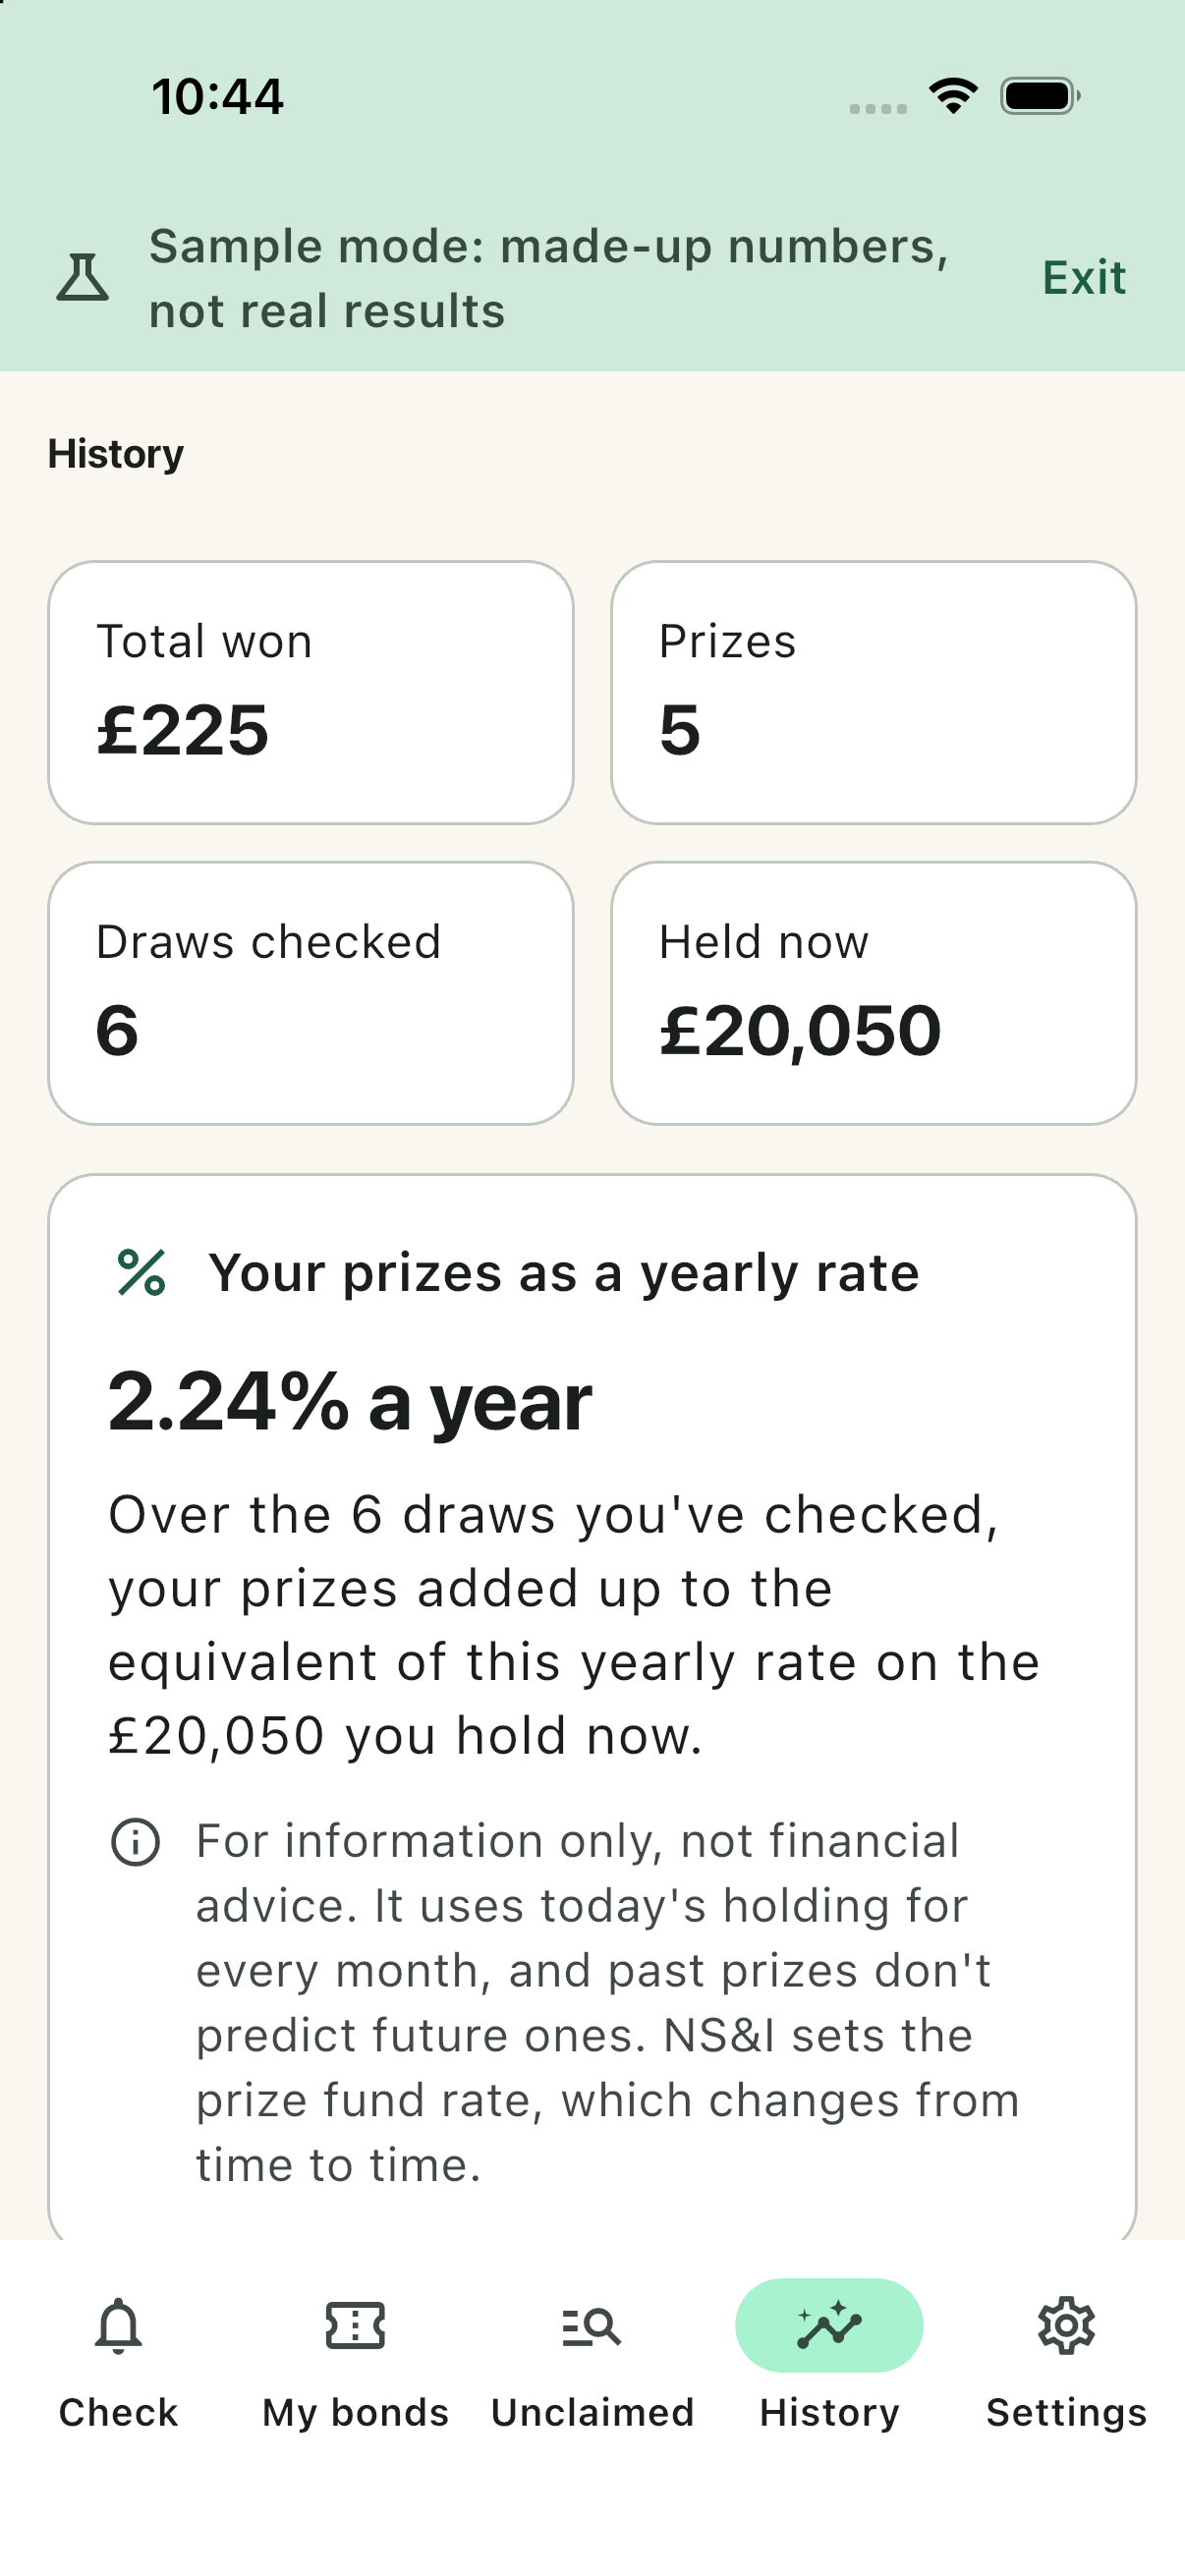 10:44
Sample mode: made-up numbers,
not real results
Exit
History
Total won
£225
Prizes
5
Draws checked
6
Held now
£20,050
Your prizes as a yearly rate
2.24% a year
Over the 6 draws you've checked,
your prizes added up to the
equivalent of this yearly rate on the
£20,050 you hold now.
For information only, not financial
advice. It uses today's holding for
every month, and past prizes don't
predict future ones. NS&I sets the
prize fund rate, which changes from
time to time.
Check
My bonds
Unclaimed
History
Settings